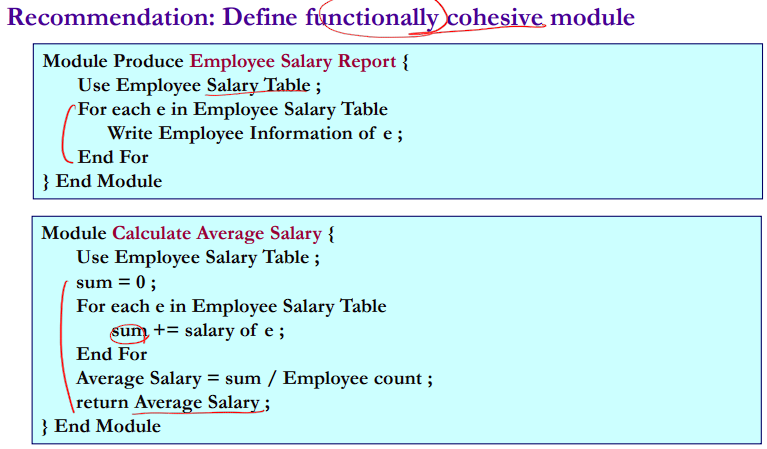 Recommendation: Define functionally cohesive module
Module Produce Employee Salary Report {
Use Employee Salary Table ;
For each e in Employee Salary Table
Write Employee Information of e ;
End For
} End Module
Module Calculate Average Salary {
Use Employee Salary Table ;
sum = 0 ;
For each e in Employee Salary Table
sum += salary of e ;
End For
Average Salary = sum / Employee count ;
return Average Salary ;
} End Module